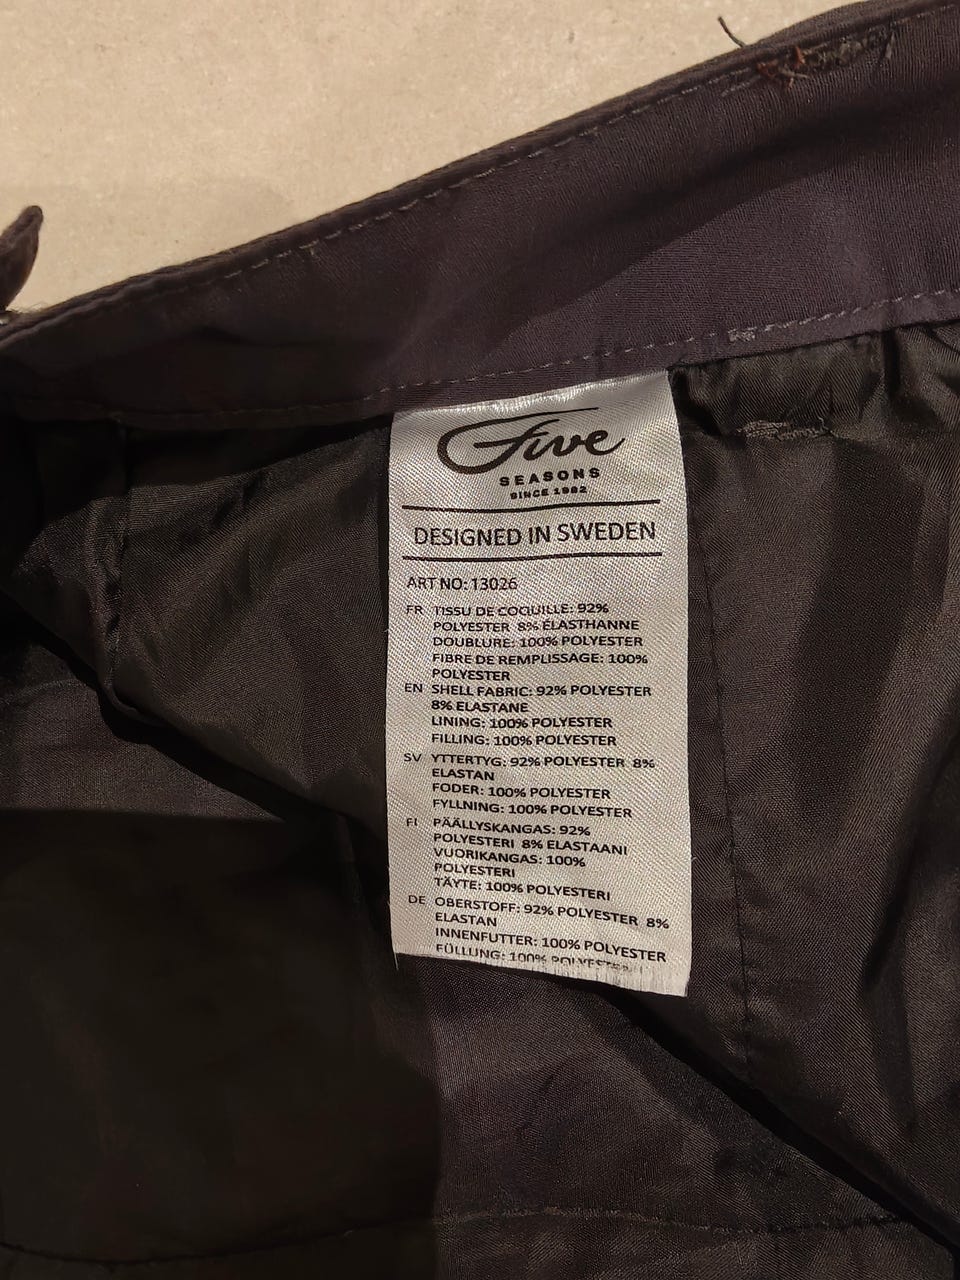 Five
SEASONS
SINCE 1982
DESIGNED IN SWEDEN
ART NO: 13026
FR TISSU DE COQUILLE: 92%
POLYESTER 8% ÉLASTHANNE
DOUBLURE: 100% POLYESTER
FIBRE DE REMPLISSAGE: 100%
POLYESTER
EN SHELL FABRIC: 92% POLYESTER
8% ELASTANE
LINING: 100% POLYESTER
FILLING: 100% POLYESTER
SV YTTERTYG: 92% POLYESTER 8%
ELASTAN
FODER: 100% POLYESTER
FYLLNING: 100% POLYESTER
FI PÄÄLLYSKANGAS: 92%
POLYESTERI 8% ELASTAANI
VUORIKANGAS: 100%
POLYESTERI
TÄYTE: 100% POLYESTERI
DE OBERSTOFF: 92% POLYESTER 8%
ELASTAN
INNENFUTTER: 100% POLYESTER
FÜLLUNG: 100%